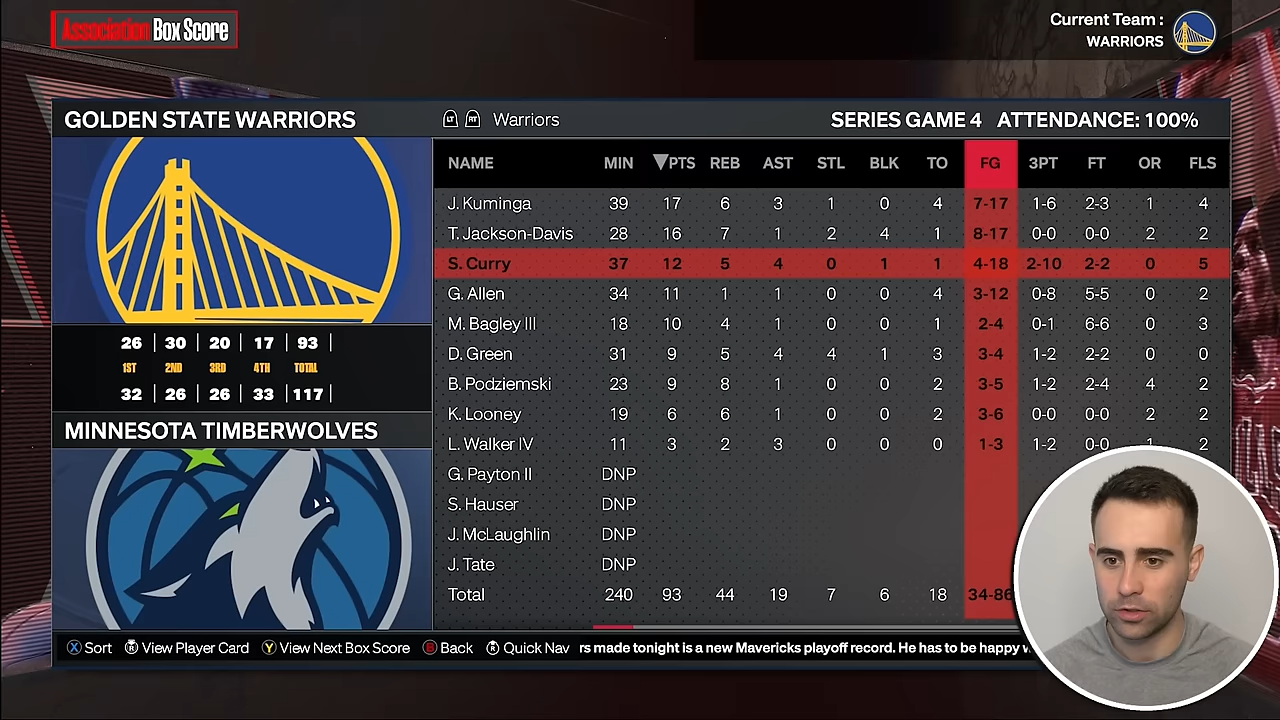 Association Box Score
Current Team :
WARRIORS
GOLDEN STATE WARRIORS
LT RT Warriors
SERIES GAME 4 ATTENDANCE: 100%
NAME MIN PTS REB AST STL BLK TO FG 3PT FT OR FLS
J. Kuminga 39 17 6 3 1 0 4 7-17 1-6 2-3 1 4
T. Jackson-Davis 28 16 7 1 2 4 1 8-17 0-0 0-0 2 2
S. Curry 37 12 5 4 0 1 1 4-18 2-10 2-2 0 5
G. Allen 34 11 1 1 0 0 4 3-12 0-8 5-5 0 2
M. Bagley III 18 10 4 1 0 0 1 2-4 0-1 6-6 0 3
D. Green 31 9 5 4 4 1 3 3-4 1-2 2-2 0 0
B. Podziemski 23 9 8 1 0 0 2 3-5 1-2 2-4 4 2
K. Looney 19 6 6 1 0 0 2 3-6 0-0 0-0 2 2
L. Walker IV 11 3 2 3 0 0 0 1-3 1-2 0-0 1 2
G. Payton II DNP
S. Hauser DNP
J. McLaughlin DNP
J. Tate DNP
Total 240 93 44 19 7 6 18 34-86
26 30 20 17 93
1ST 2ND 3RD 4TH TOTAL
32 26 26 33 117
MINNESOTA TIMBERWOLVES
X Sort R View Player Card Y View Next Box Score B Back R Quick Nav rs made tonight is a new Mavericks playoff record. He has to be happy